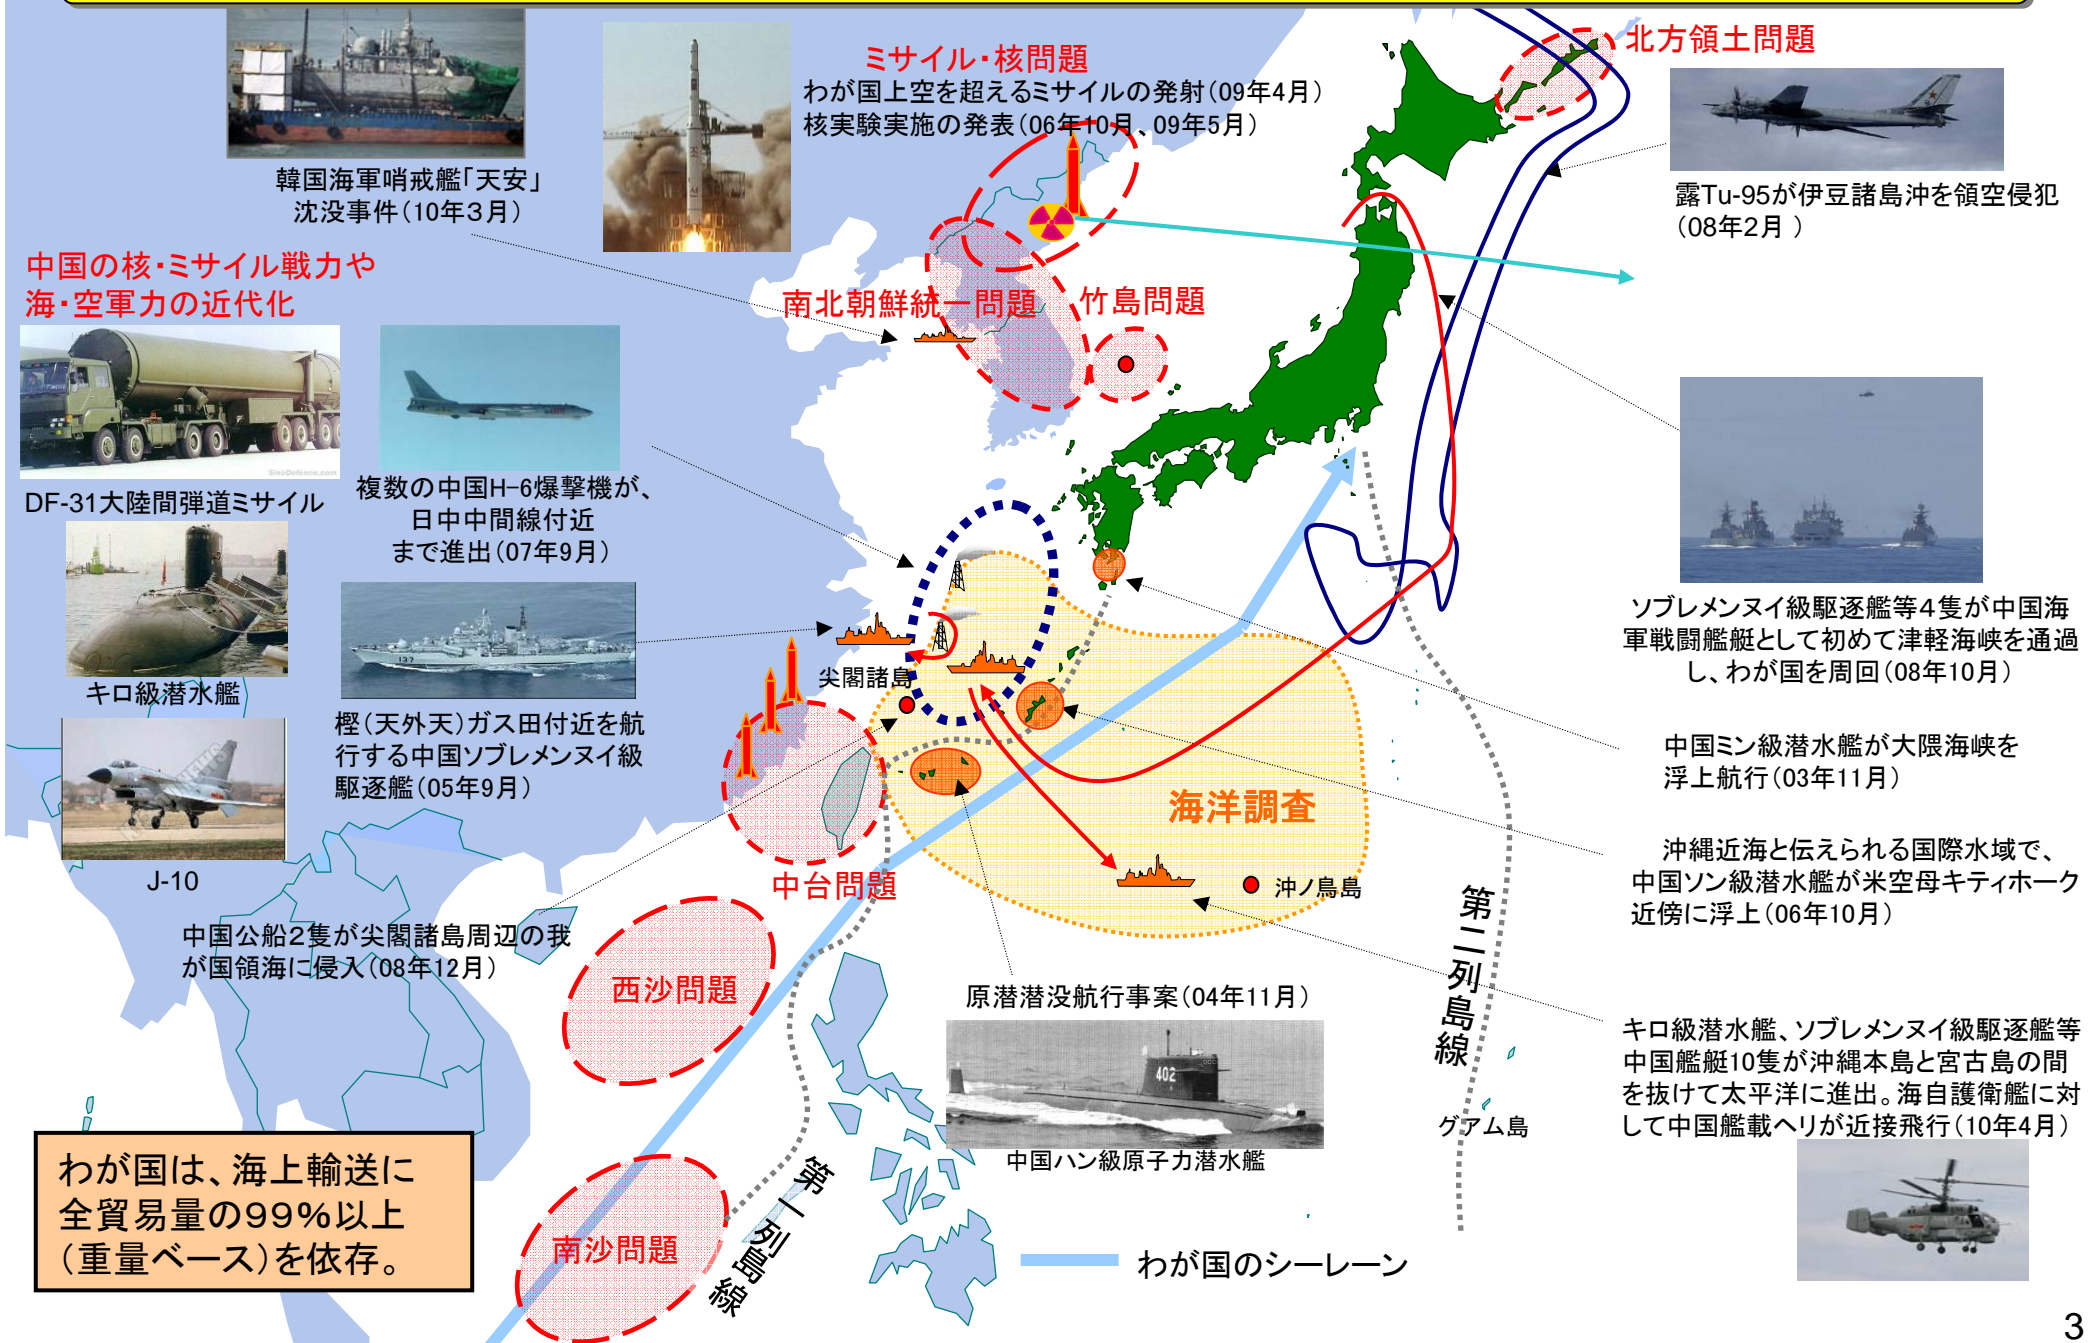 北方領土問題
ミサイル・核問題
わが国上空を超えるミサイルの発射(09年4月)
核実験実施の発表(06年10月、09年5月)
韓国海軍哨戒艦「天安」
沈没事件(10年3月)
露Tu-95が伊豆諸島沖を領空侵犯
(08年2月 )
中国の核・ミサイル戦力や
海・空軍力の近代化
南北朝鮮統一問題
竹島問題
SinoDefence.com
DF-31大陸間弾道ミサイル
複数の中国H-6爆撃機が、
日中中間線付近
まで進出(07年9月)
キロ級潜水艦
137
樫(天外天)ガス田付近を航
行する中国ソブレメンヌイ級
駆逐艦(05年9月)
尖閣諸島
ソブレメンヌイ級駆逐艦等4隻が中国海
軍戦闘艦艇として初めて津軽海峡を通過
し、わが国を周回(08年10月)
中国ミン級潜水艦が大隈海峡を
浮上航行(03年11月)
J-10
海洋調査
中台問題
沖ノ鳥島
沖縄近海と伝えられる国際水域で、
中国ソン級潜水艦が米空母キティホーク
近傍に浮上(06年10月)
中国公船2隻が尖閣諸島周辺の我
が国領海に侵入(08年12月)
西沙問題
第二列島線
原潜潜没航行事案(04年11月)
402
中国ハン級原子力潜水艦
キロ級潜水艦、ソブレメンヌイ級駆逐艦等
中国艦艇10隻が沖縄本島と宮古島の間
を抜けて太平洋に進出。海自護衛艦に対
して中国艦載ヘリが近接飛行(10年4月)
グアム島
わが国は、海上輸送に
全貿易量の99%以上
(重量ベース)を依存。
第一列島線
南沙問題
わが国のシーレーン
3